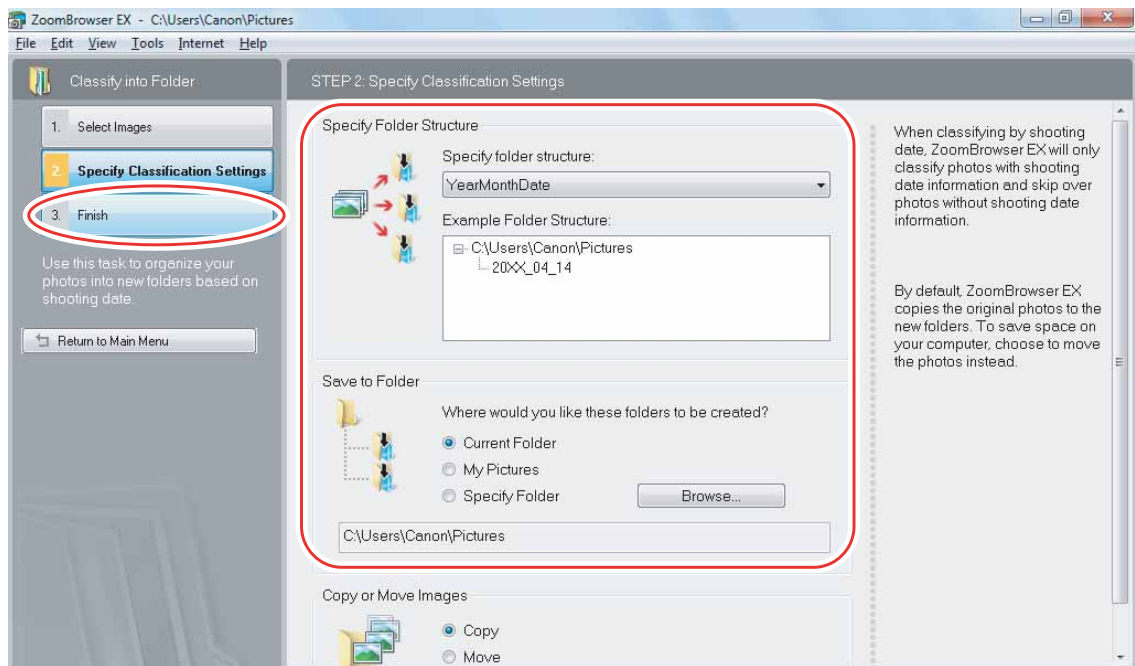 ZoomBrowser EX - C:\Users\Canon\Pictures
File Edit View Tools Internet Help
Classify into Folder
1. Select Images
2. Specify Classification Settings
3. Finish
Use this task to organize your
photos into new folders based on
shooting date.
Return to Main Menu
STEP 2: Specify Classification Settings
Specify Folder Structure
Specify folder structure:
YearMonthDate
Example Folder Structure:
C:\Users\Canon\Pictures
20XX_04_14
Save to Folder
Where would you like these folders to be created?
Current Folder
My Pictures
Specify Folder Browse...
C:\Users\Canon\Pictures
Copy or Move Images
Copy
Move
When classifying by shooting
date, ZoomBrowser EX will only
classify photos with shooting
date information and skip over
photos without shooting date
information.
By default, ZoomBrowser EX
copies the original photos to the
new folders. To save space on
your computer, choose to move
the photos instead.